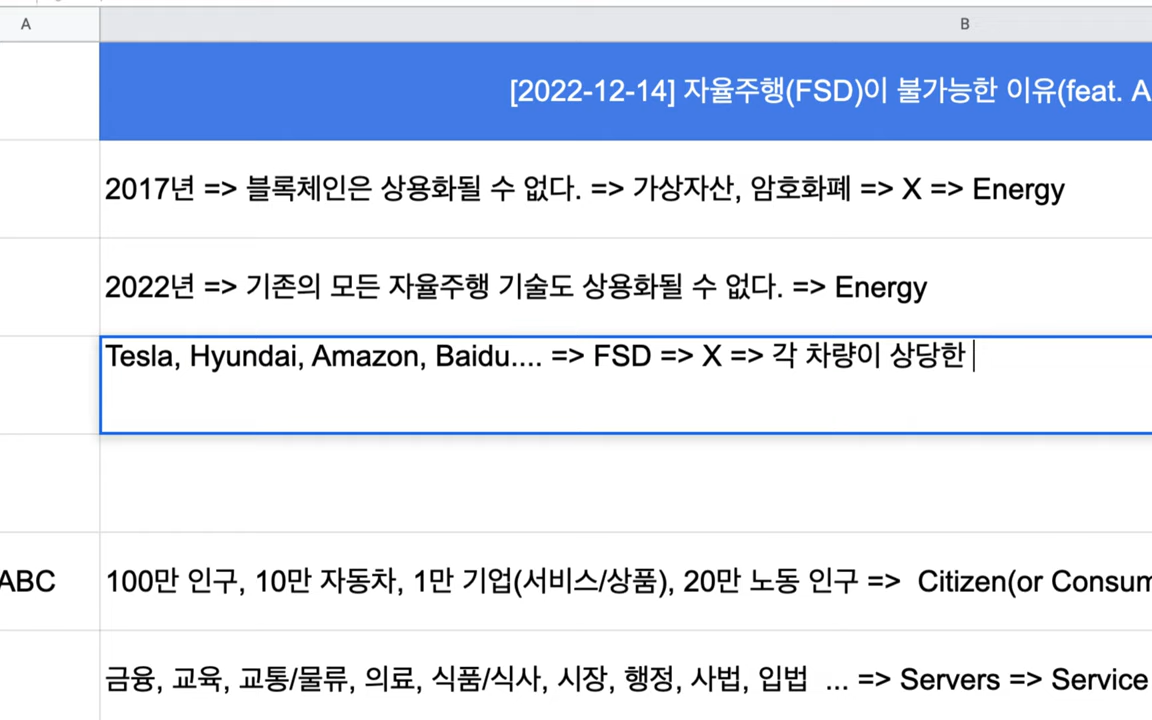 A
B
[2022-12-14] 자율주행(FSD)이 불가능한 이유(feat. A
2017년 => 블록체인은 상용화될 수 없다. => 가상자산, 암호화폐 => X => Energy
2022년 => 기존의 모든 자율주행 기술도 상용화될 수 없다. => Energy
Tesla, Hyundai, Amazon, Baidu.... => FSD => X => 각 차량이 상당한
ABC
100만 인구, 10만 자동차, 1만 기업(서비스/상품), 20만 노동 인구 => Citizen(or Consum
금융, 교육, 교통/물류, 의료, 식품/식사, 시장, 행정, 사법, 입법 ... => Servers => Service